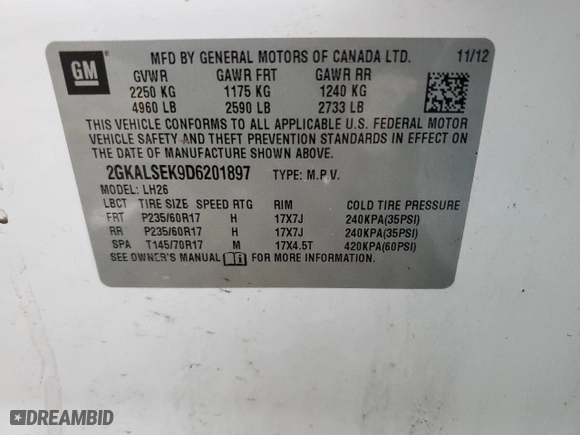 GM
MFD BY GENERAL MOTORS OF CANADA LTD. 11/12
GVWR GAWR FRT GAWR RR
2250 KG 1175 KG 1240 KG
4960 LB 2590 LB 2733 LB
THIS VEHICLE CONFORMS TO ALL APPLICABLE U.S. FEDERAL MOTOR
VEHICLE SAFETY AND THEFT PREVENTION STANDARDS IN EFFECT ON
THE DATE OF MANUFACTURE SHOWN ABOVE.
2GKALSEK9D6201897 TYPE: M.P.V.
MODEL: LH26
LBCT TIRE SIZE SPEED RTG RIM COLD TIRE PRESSURE
FRT P235/60R17 H 17X7J 240KPA(35PSI)
RR P235/60R17 H 17X7J 240KPA(35PSI)
SPA T145/70R17 M 17X4.5T 420KPA(60PSI)
SEE OWNER'S MANUAL FOR MORE INFORMATION.
DREAMBID